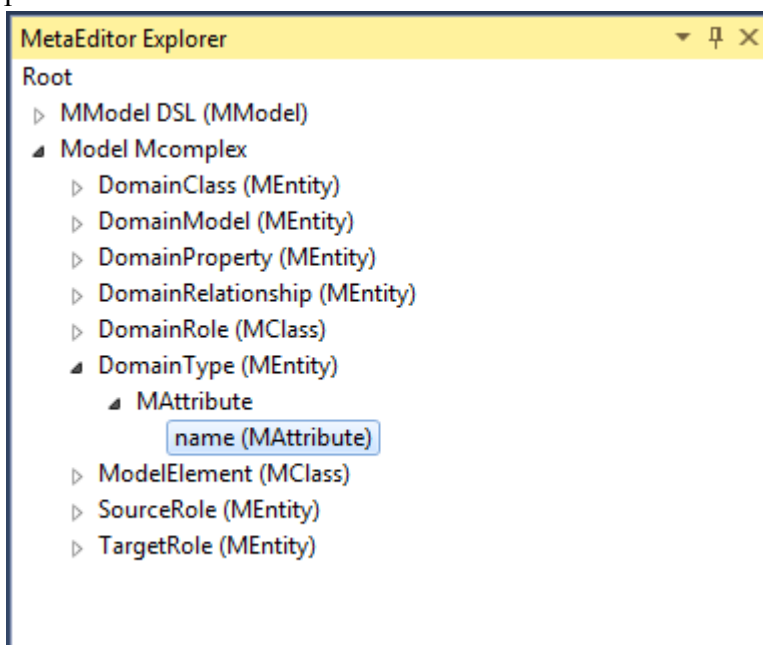 MetaEditor Explorer
Root
MModel DSL (MModel)
Model Mcomplex
DomainClass (MEntity)
DomainModel (MEntity)
DomainProperty (MEntity)
DomainRelationship (MEntity)
DomainRole (MClass)
DomainType (MEntity)
MAttribute
name (MAttribute)
ModelElement (MClass)
SourceRole (MEntity)
TargetRole (MEntity)